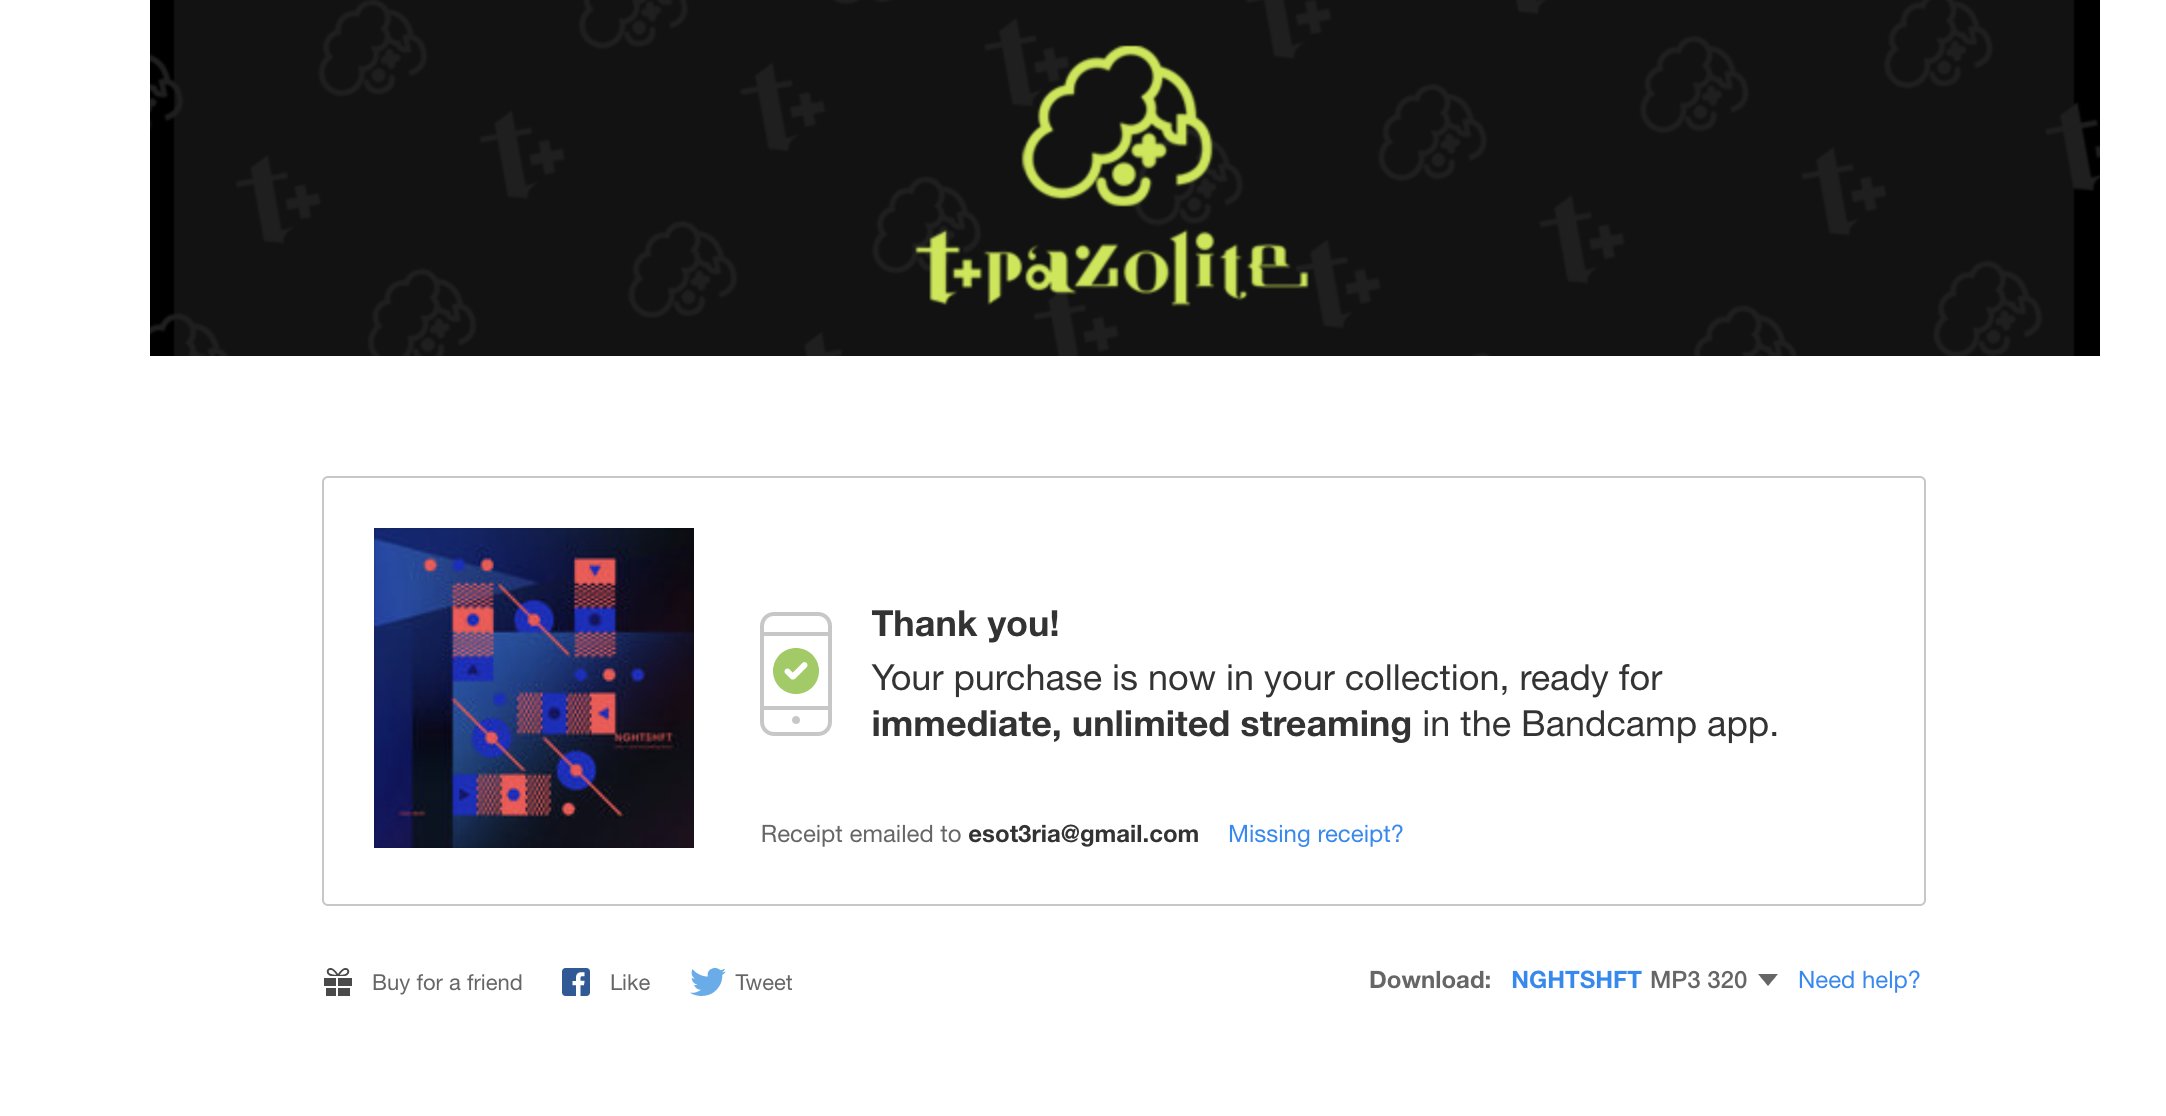 t+pazolite
NGHTSHFT
Thank you!
Your purchase is now in your collection, ready for
immediate, unlimited streaming in the Bandcamp app.
Receipt emailed to esot3ria@gmail.com Missing receipt?
Buy for a friend Like Tweet
Download: NGHTSHFT MP3 320 Need help?